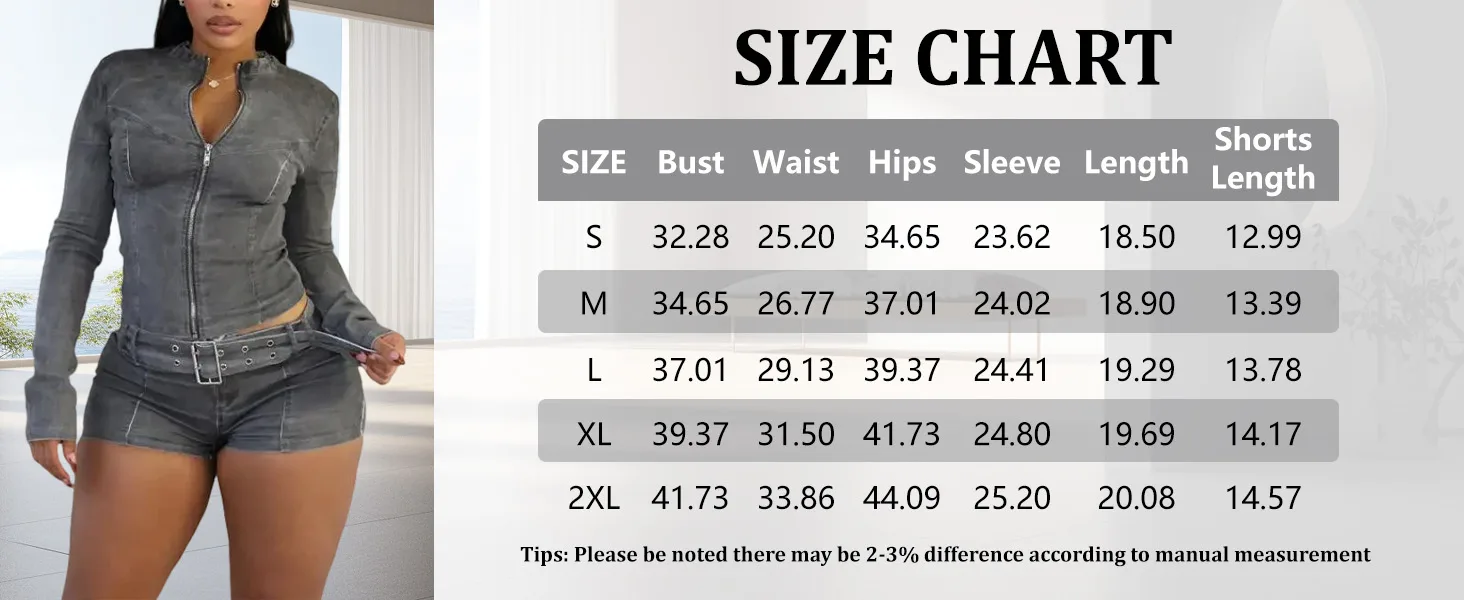 SIZE CHART
SIZE Bust Waist Hips Sleeve Length Shorts Length
S 32.28 25.20 34.65 23.62 18.50 12.99
M 34.65 26.77 37.01 24.02 18.90 13.39
L 37.01 29.13 39.37 24.41 19.29 13.78
XL 39.37 31.50 41.73 24.80 19.69 14.17
2XL 41.73 33.86 44.09 25.20 20.08 14.57
Tips: Please be noted there may be 2-3% difference according to manual measurement